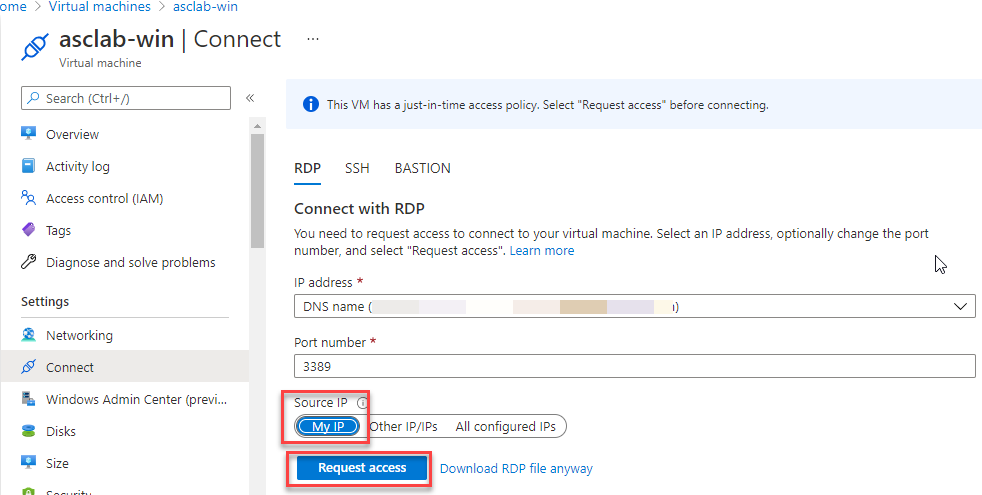 ome > Virtual machines > asclab-win
asclab-win | Connect ...
Virtual machine
Search (Ctrl+/)
«
Overview
Activity log
Access control (IAM)
Tags
Diagnose and solve problems
Settings
Networking
Connect
Windows Admin Center (previ...
Disks
Size
Security
This VM has a just-in-time access policy. Select "Request access" before connecting.
RDP SSH BASTION
Connect with RDP
You need to request access to connect to your virtual machine. Select an IP address, optionally change the port
number, and select "Request access". Learn more
IP address *
DNS name ( )
Port number *
3389
Source IP
My IP Other IP/IPs All configured IPs
Request access Download RDP file anyway